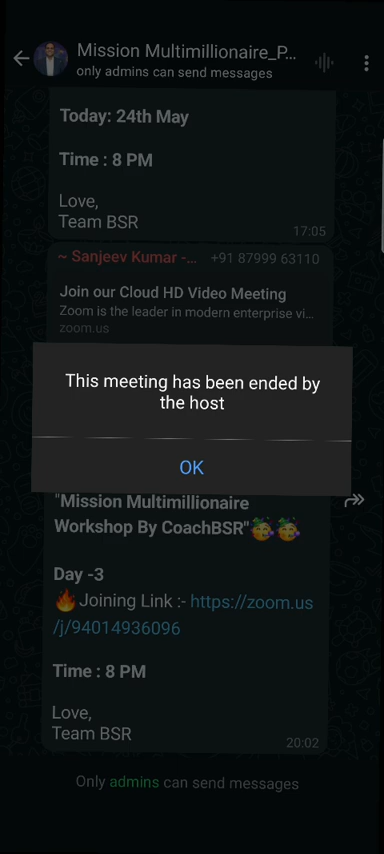 Mission Multimillionaire_P...
only admins can send messages
Today: 24th May
Time : 8 PM
Love,
Team BSR
17:05
~ Sanjeev Kumar -... +91 87999 63110
Join our Cloud HD Video Meeting
Zoom is the leader in modern enterprise vi...
zoom.us
This meeting has been ended by
the host
OK
"Mission Multimillionaire
Workshop By CoachBSR"🥳🥳
Day -3
🔥Joining Link :- https://zoom.us
/j/94014936096
Time : 8 PM
Love,
Team BSR
20:02
Only admins can send messages